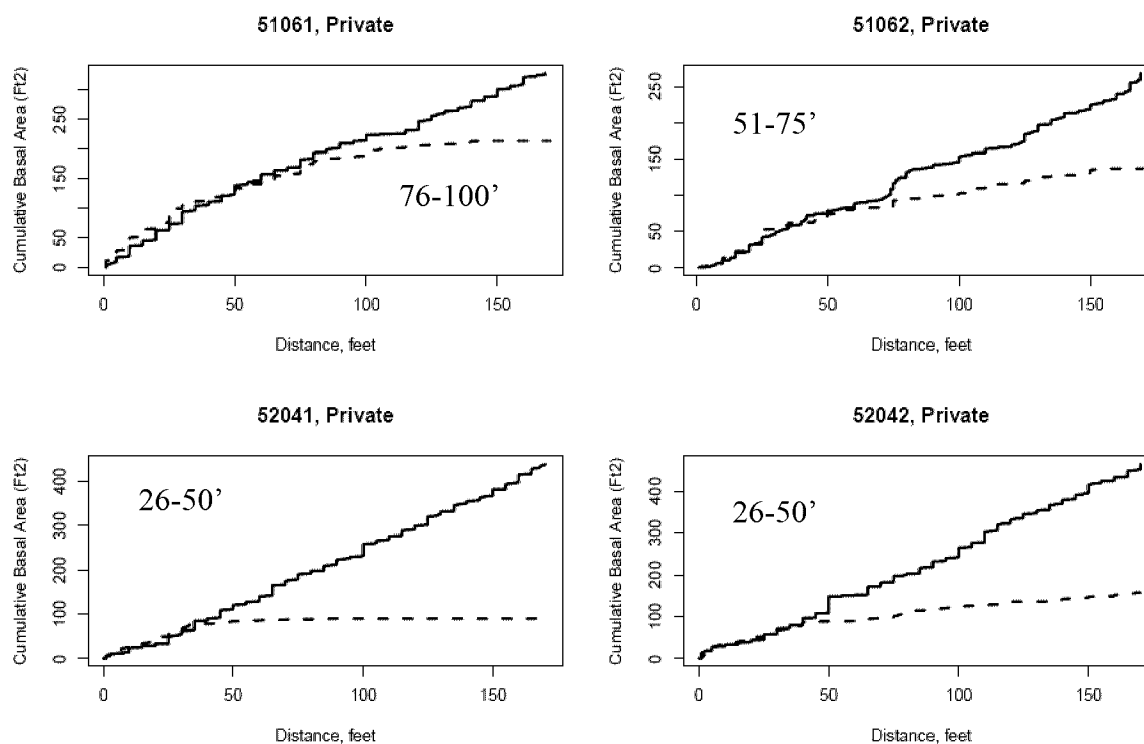 51061, Private
Cumulative Basal Area (Ft2)
0 50 150 250
76-100’
0 50 100 150
Distance, feet
51062, Private
Cumulative Basal Area (Ft2)
0 50 150 250
51-75’
0 50 100 150
Distance, feet
52041, Private
Cumulative Basal Area (Ft2)
0 100 200 300 400
26-50’
0 50 100 150
Distance, feet
52042, Private
Cumulative Basal Area (Ft2)
0 100 200 300 400
26-50’
0 50 100 150
Distance, feet